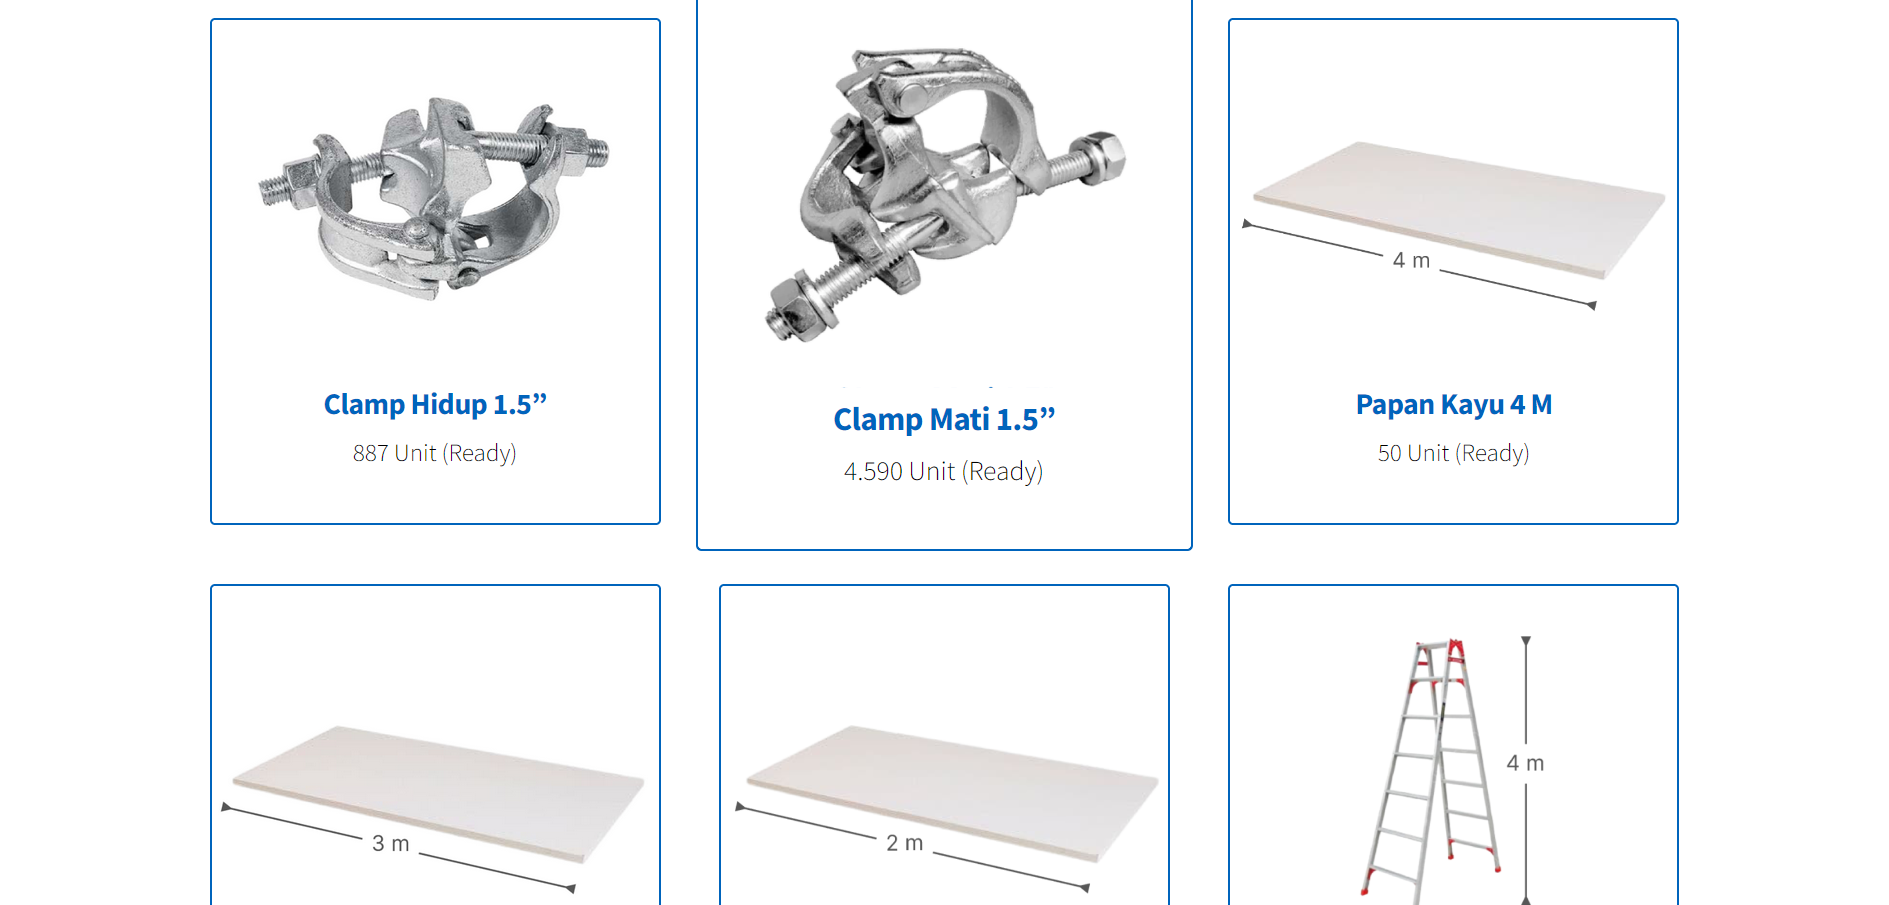 Clamp Hidup 1.5”
887 Unit (Ready)
Clamp Mati 1.5”
4.590 Unit (Ready)
4 m
Papan Kayu 4 M
50 Unit (Ready)
3 m
2 m
4 m